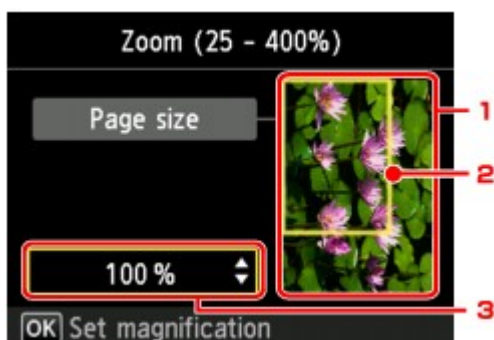 Zoom (25 - 400%)
Page size
1
2
100 %
3
OK Set magnification